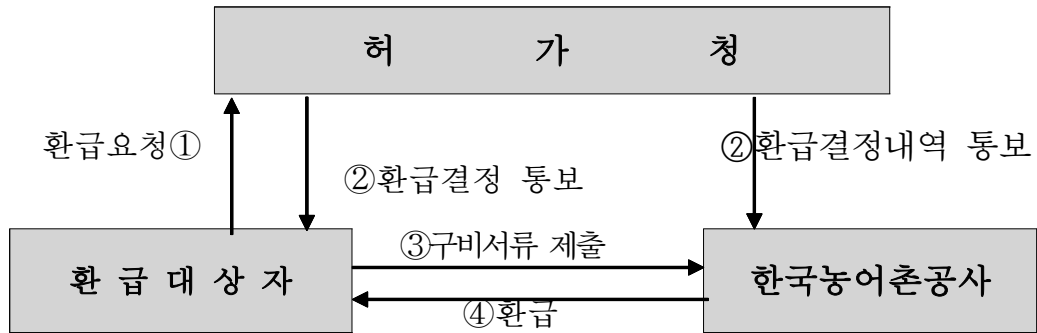 허 가 청
환급요청①
②환급결정내역 통보
②환급결정 통보
③구비서류 제출
환 급 대 상 자
한국농어촌공사
④환급